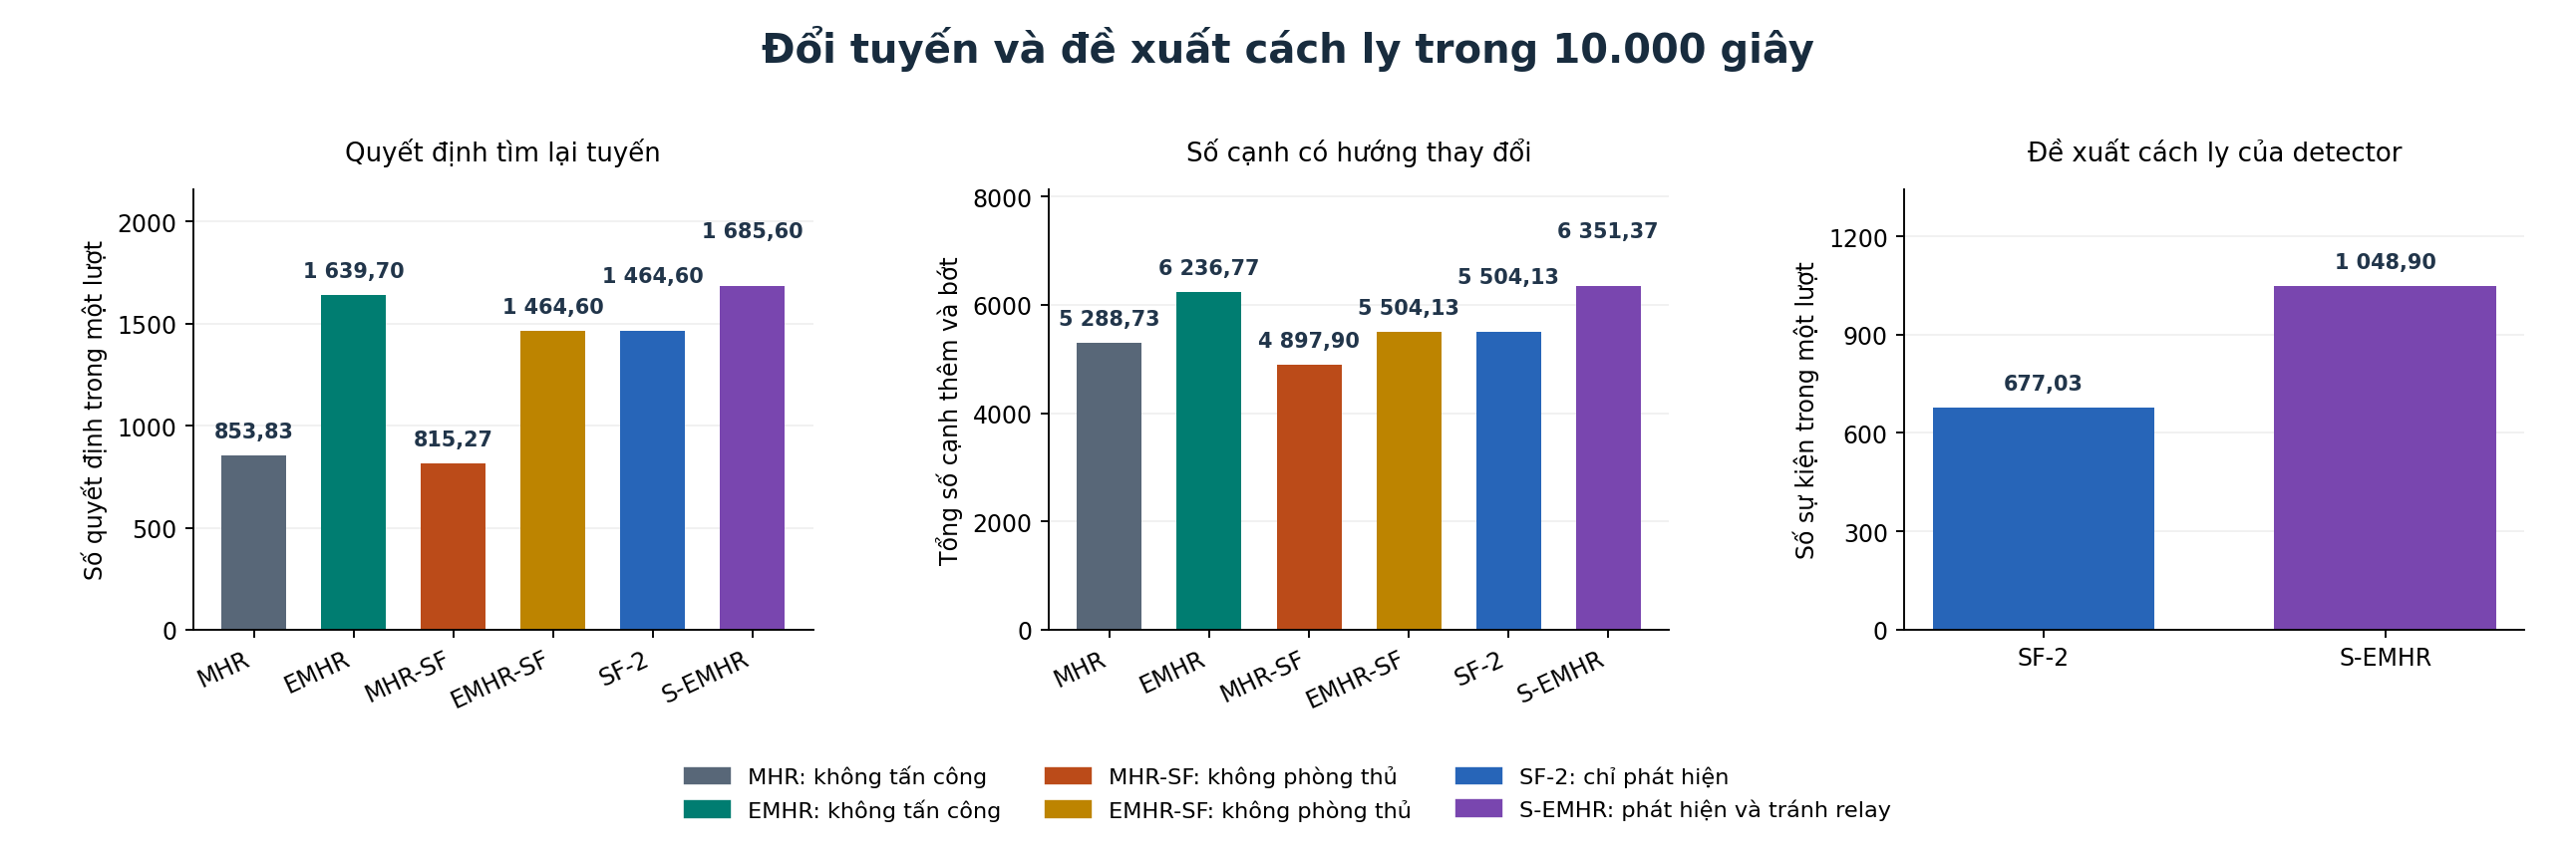 Đổi tuyến và đề xuất cách ly trong 10.000 giây
Quyết định tìm lại tuyến
Số quyết định trong một lượt
2000
1500
1000
500
0
853,83
1 639,70
815,27
1 464,60
1 464,60
1 685,60
MHR
EMHR
MHR-SF
EMHR-SF
SF-2
S-EMHR
Số cạnh có hướng thay đổi
Tổng số cạnh thêm và bớt
8000
6000
4000
2000
0
5 288,73
6 236,77
4 897,90
5 504,13
5 504,13
6 351,37
MHR
EMHR
MHR-SF
EMHR-SF
SF-2
S-EMHR
Đề xuất cách ly của detector
Số sự kiện trong một lượt
1200
900
600
300
0
677,03
1 048,90
SF-2
S-EMHR
MHR: không tấn công
EMHR: không tấn công
MHR-SF: không phòng thủ
EMHR-SF: không phòng thủ
SF-2: chỉ phát hiện
S-EMHR: phát hiện và tránh relay